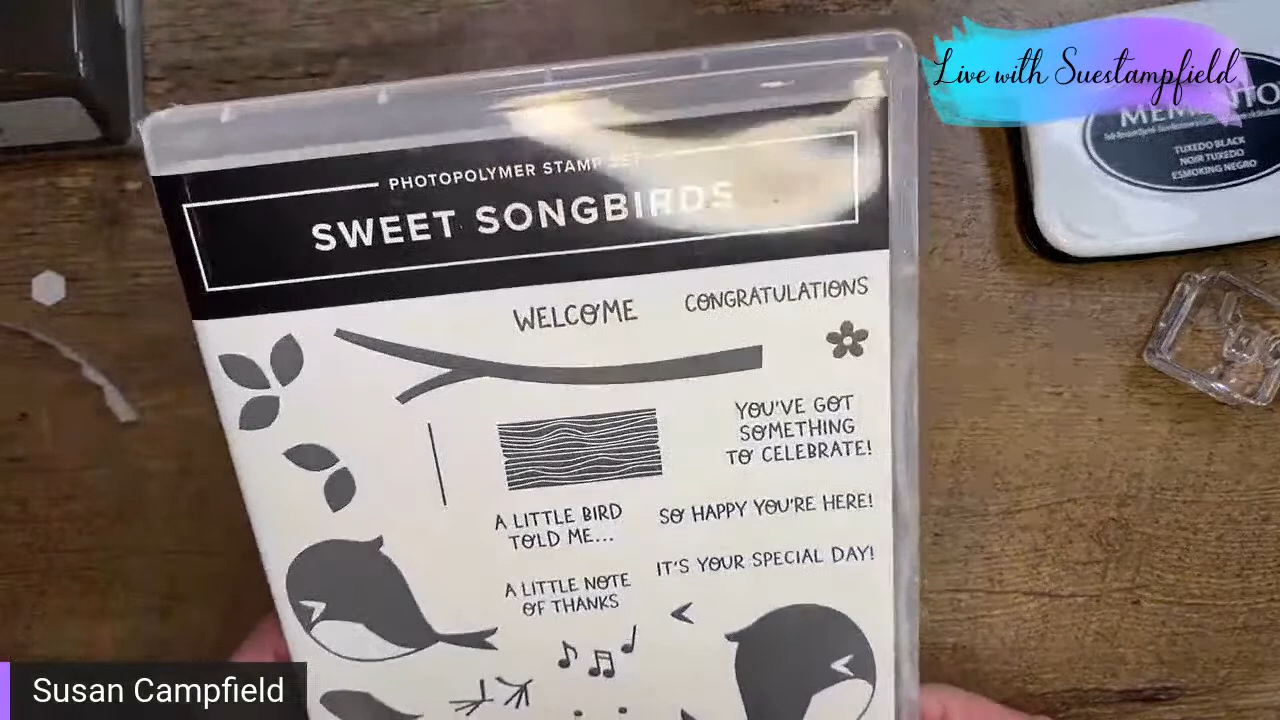 Live with Suestampfield
MEMENTO
TUXEDO BLACK
NOIR TUXEDO
ESMOKING NEGRO
PHOTOPOLYMER STAMP SET
SWEET SONGBIRDS
WELCOME
CONGRATULATIONS
YOU'VE GOT
SOMETHING
TO CELEBRATE!
A LITTLE BIRD
TOLD ME...
SO HAPPY YOU'RE HERE!
IT'S YOUR SPECIAL DAY!
A LITTLE NOTE
OF THANKS
Susan Campfield